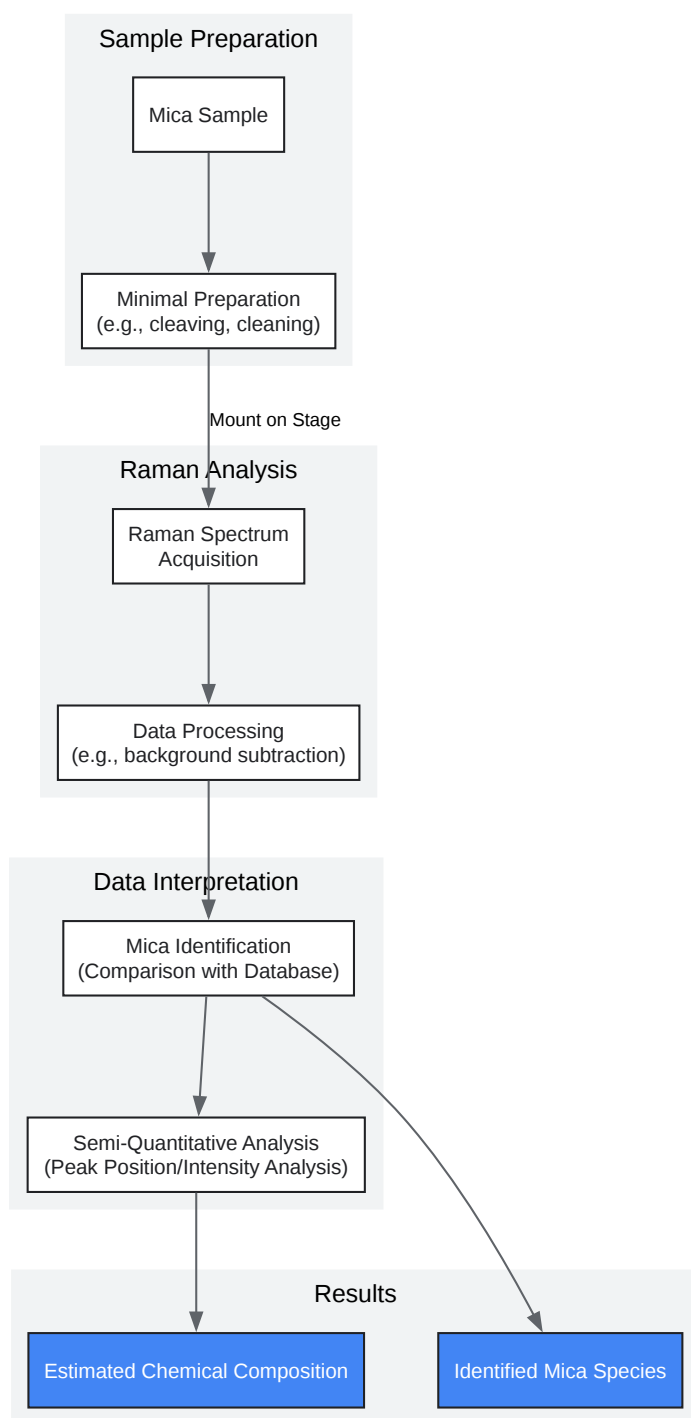 Sample Preparation
Mica Sample
Minimal Preparation
(e.g., cleaving, cleaning)
Mount on Stage
Raman Analysis
Raman Spectrum
Acquisition
Data Processing
(e.g., background subtraction)
Data Interpretation
Mica Identification
(Comparison with Database)
Semi-Quantitative Analysis
(Peak Position/Intensity Analysis)
Results
Estimated Chemical Composition
Identified Mica Species